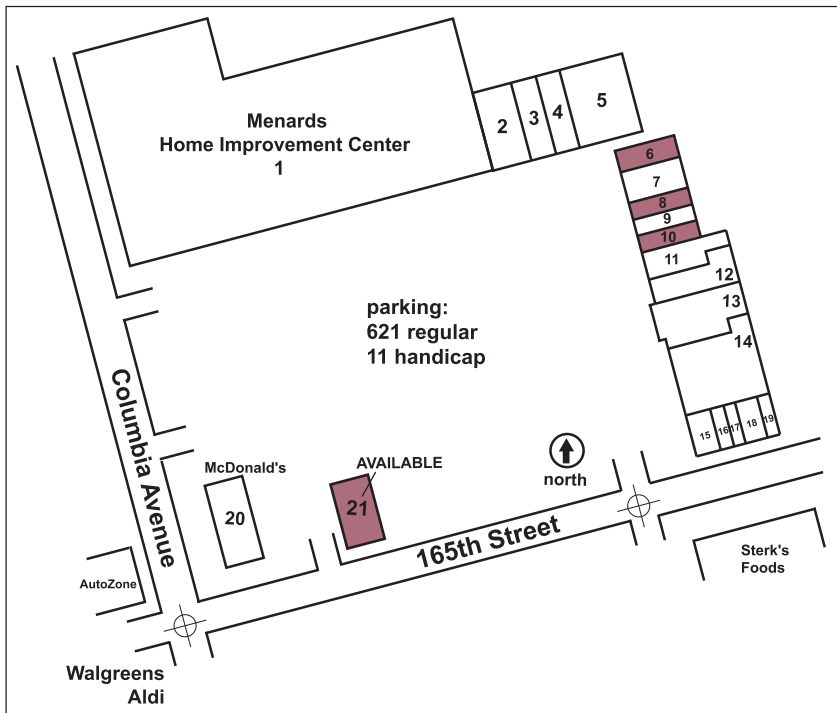 Menards
Home Improvement Center
1
2
3
4
5
6
7
8
9
10
11
12
13
14
parking:
621 regular
11 handicap
Columbia Avenue
15
16
17
18
19
McDonald's
20
AVAILABLE
21
north
165th Street
AutoZone
Sterk's
Foods
Walgreens
Aldi